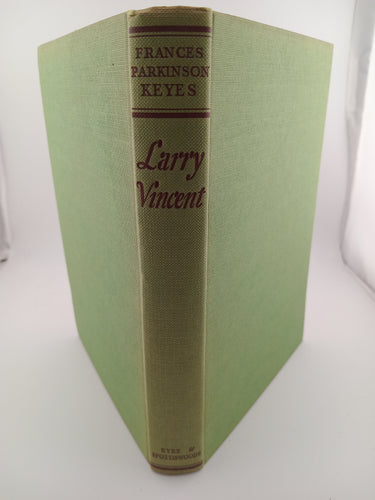 FRANCES
PARKINSON
KEYES
Larry
Vincent
EYRE &
SPOTTISWOODE